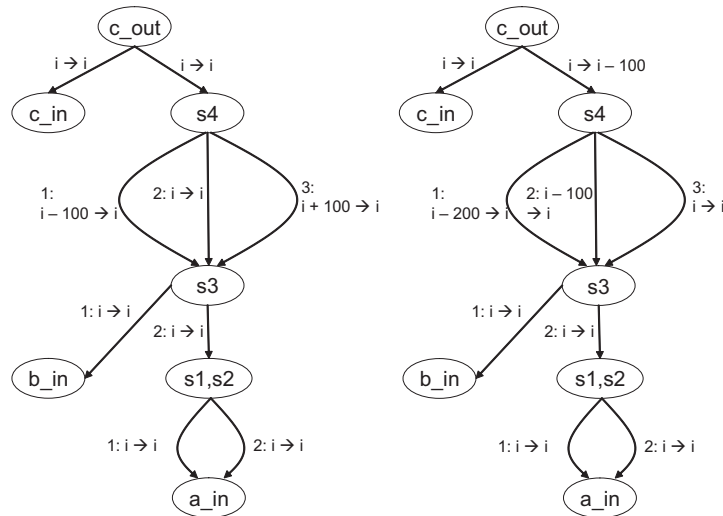 c_out
i → i
i → i
c_in
s4
1:
i – 100 → i
2: i → i
3:
i + 100 → i
s3
1: i → i
2: i → i
b_in
s1,s2
1: i → i
2: i → i
a_in
c_out
i → i
i → i – 100
c_in
s4
1:
i – 200 → i
2: i – 100
→ i
3:
i → i
s3
1: i → i
2: i → i
b_in
s1,s2
1: i → i
2: i → i
a_in